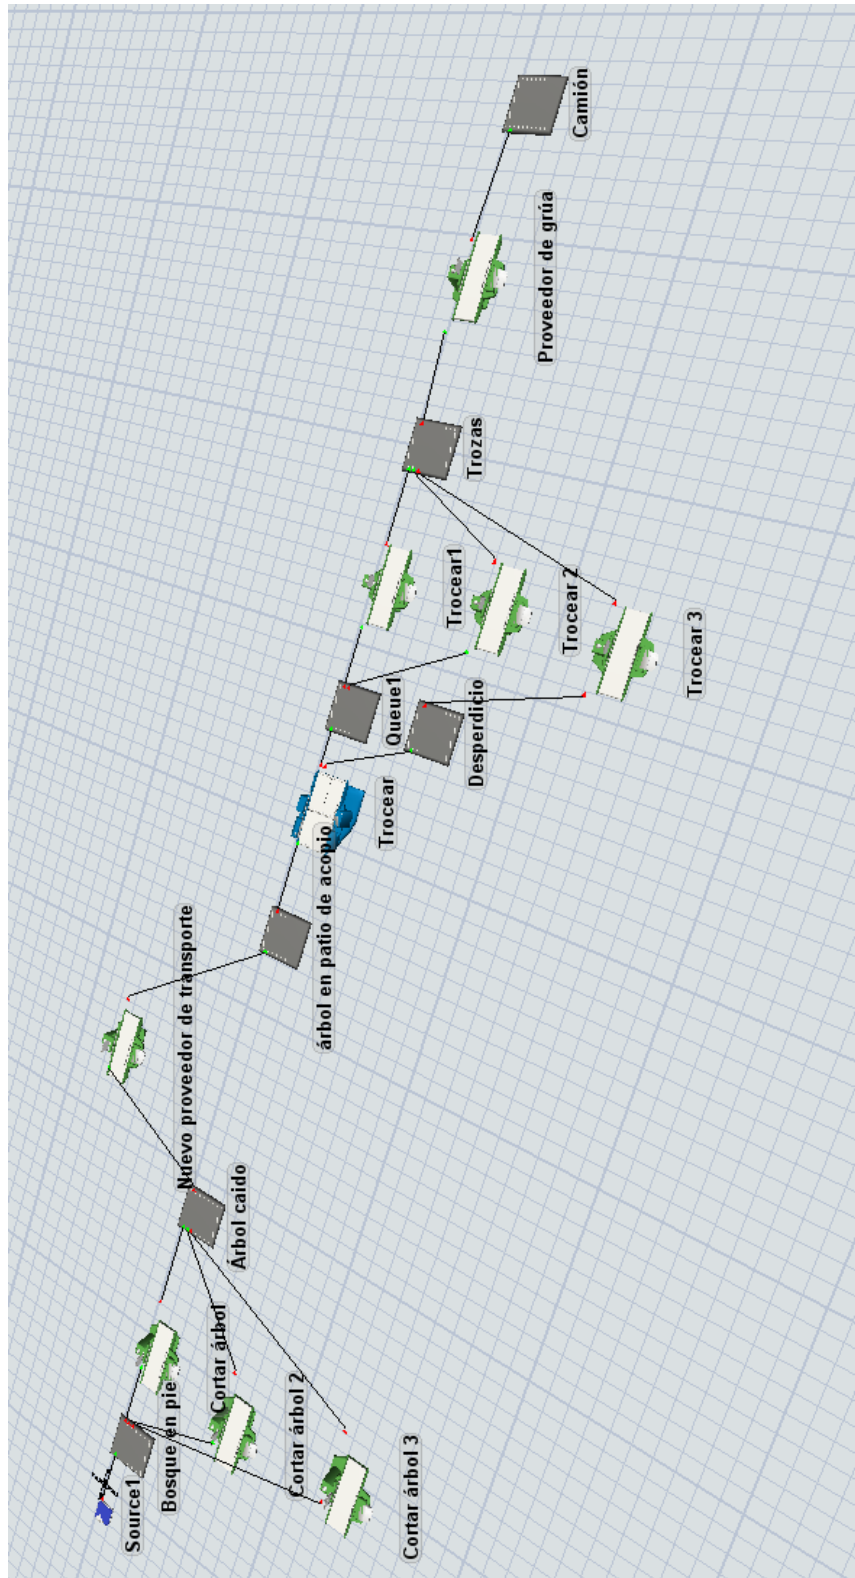 Source1
Bosque en pie
Cortar árbol
Cortar árbol 2
Cortar árbol 3
Árbol caido
Nuevo proveedor de transporte
árbol en patio de acopio
Trocear
Queue1
Desperdicio
Trocear1
Trocear 2
Trocear 3
Trozas
Proveedor de grúa
Camión